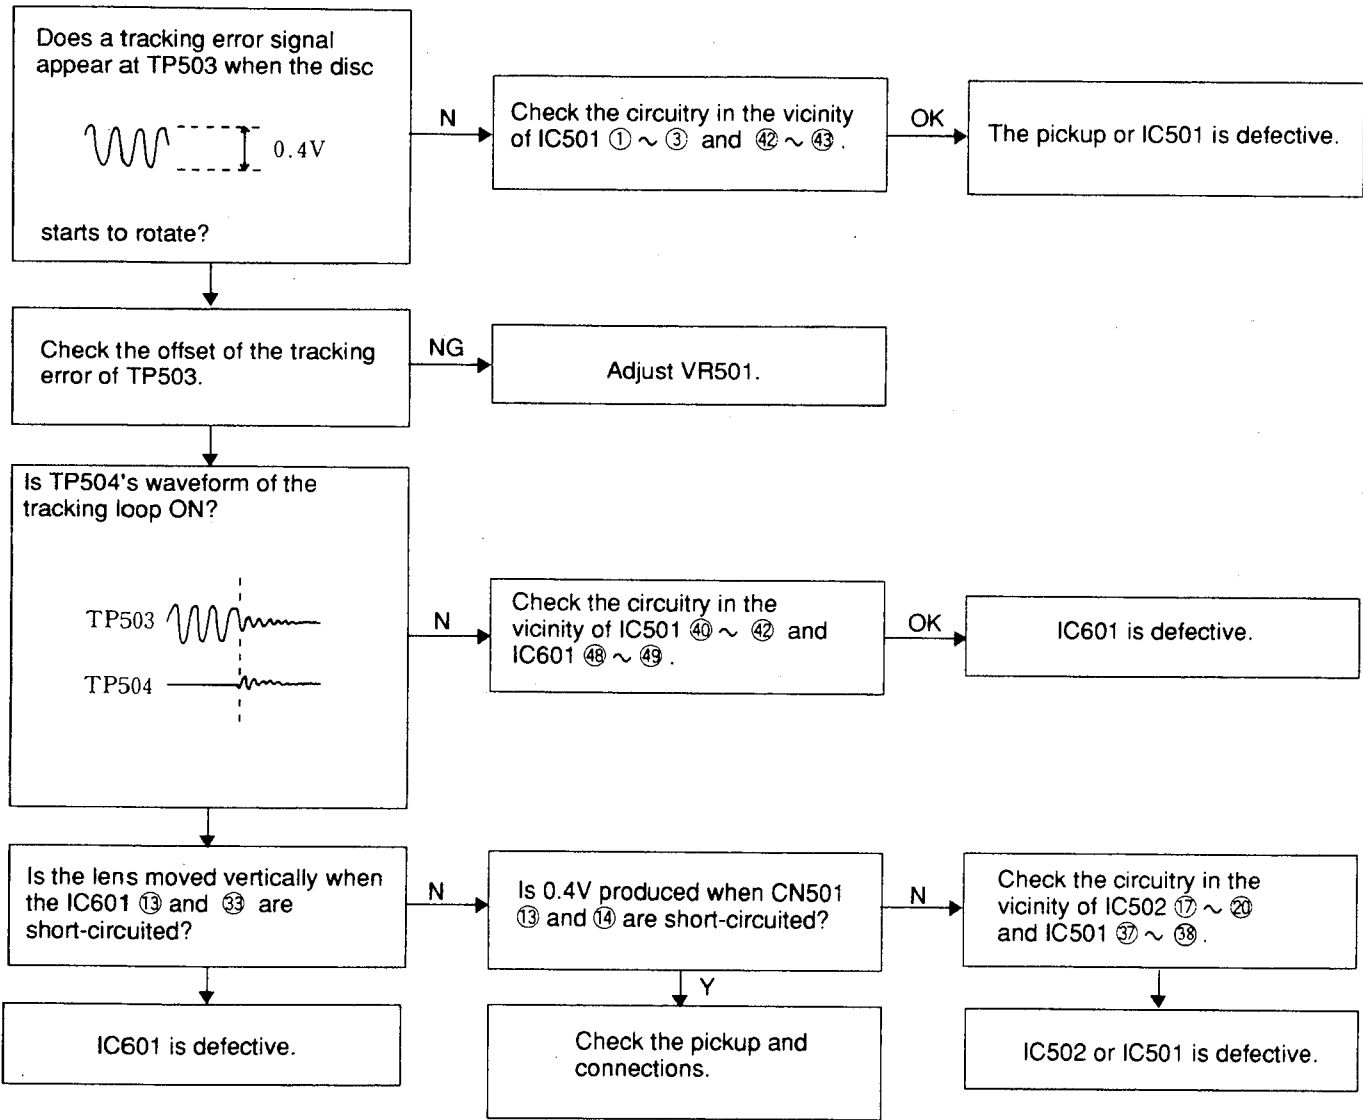 Does a tracking error signal
appear at TP503 when the disc
0.4V
starts to rotate?
N
Check the circuitry in the vicinity
of IC501 ① ~ ③ and ㊷ ~ ㊸ .
OK
The pickup or IC501 is defective.
Check the offset of the tracking
error of TP503.
NG
Adjust VR501.
Is TP504's waveform of the
tracking loop ON?
TP503
TP504
N
Check the circuitry in the
vicinity of IC501 ㊵ ~ ㊷ and
IC601 ㊽ ~ ㊾ .
OK
IC601 is defective.
Is the lens moved vertically when
the IC601 ⑬ and ㉝ are
short-circuited?
N
Is 0.4V produced when CN501
⑬ and ⑭ are short-circuited?
N
Check the circuitry in the
vicinity of IC502 ⑰ ~ ⑳
and IC501 ㊲ ~ ㊳ .
Y
IC601 is defective.
Check the pickup and
connections.
IC502 or IC501 is defective.